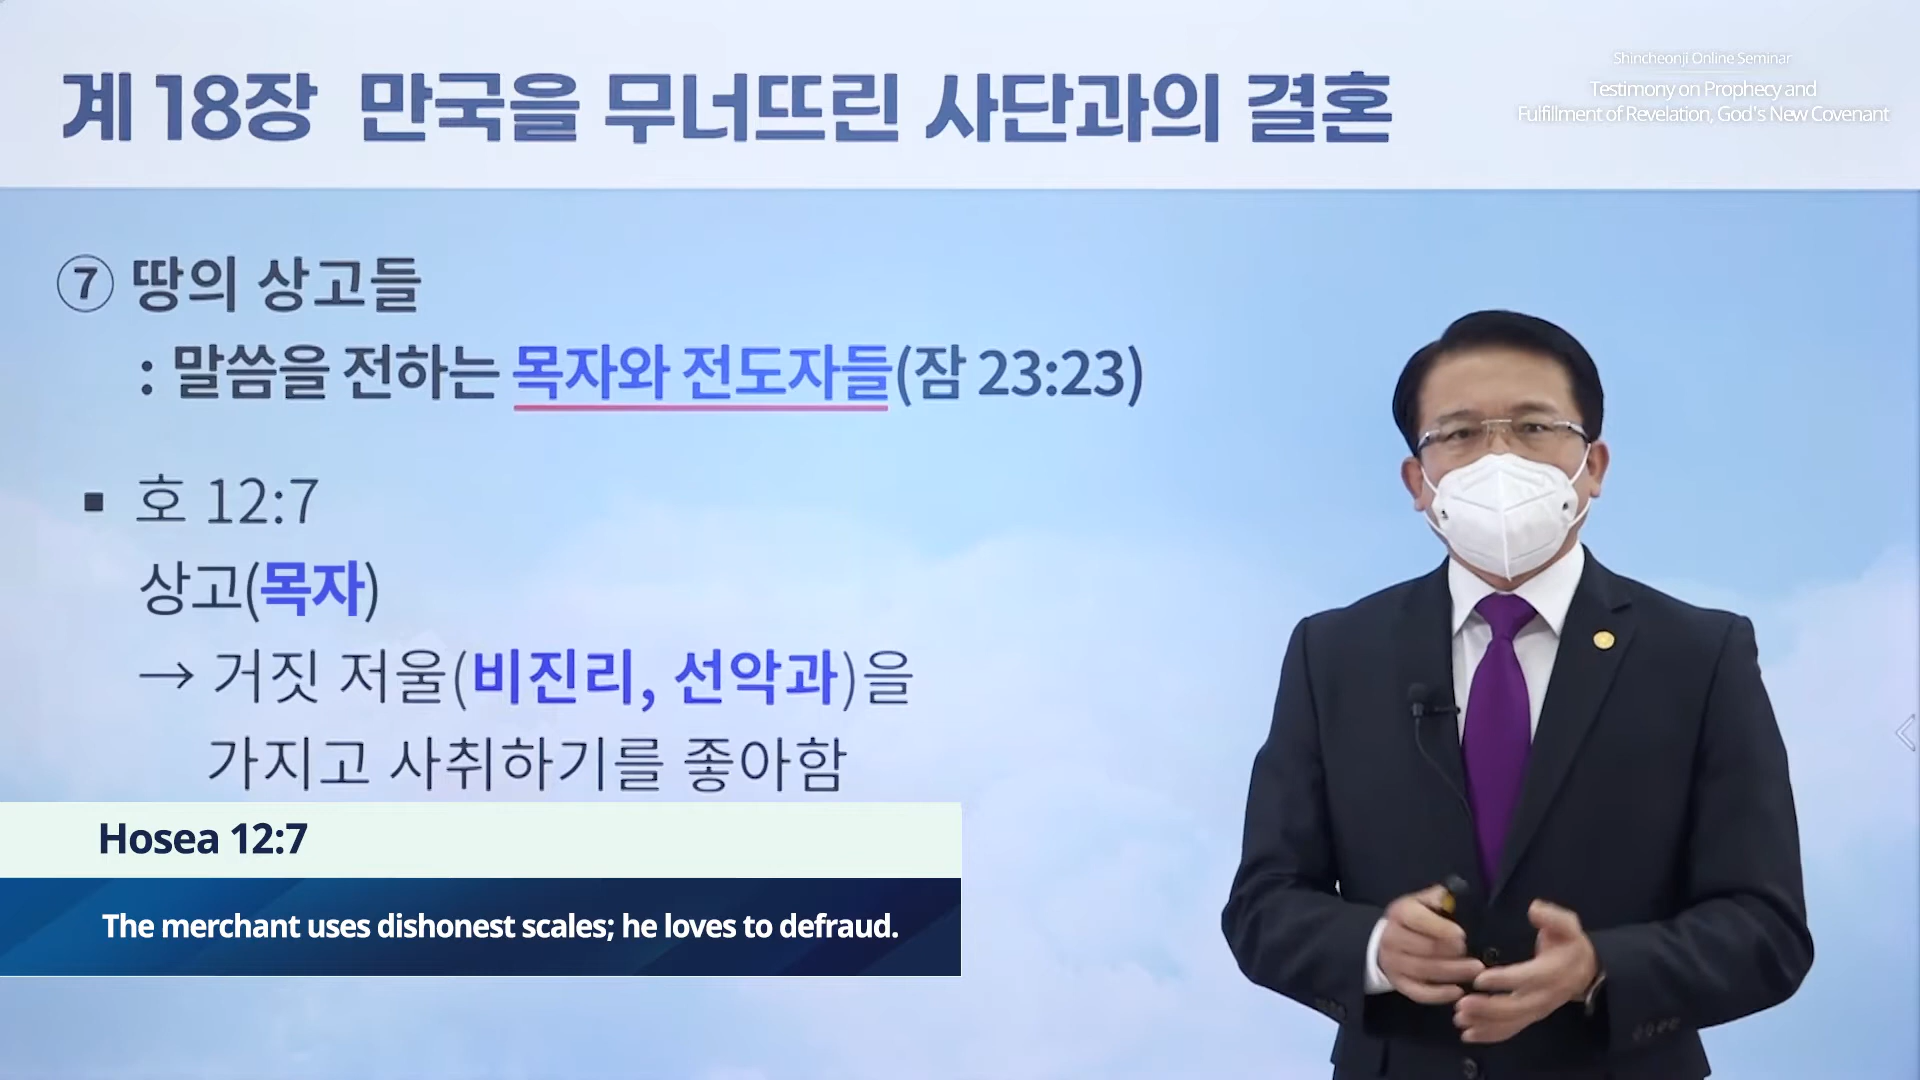 계 18장 만국을 무너뜨린 사단과의 결혼
Shincheonji Online Seminar
Testimony on Prophecy and
Fulfillment of Revelation, God's New Covenant
⑦ 땅의 상고들
: 말씀을 전하는 목자와 전도자들(잠 23:23)
▪ 호 12:7
상고(목자)
→ 거짓 저울(비진리, 선악과)을
가지고 사취하기를 좋아함
Hosea 12:7
The merchant uses dishonest scales; he loves to defraud.